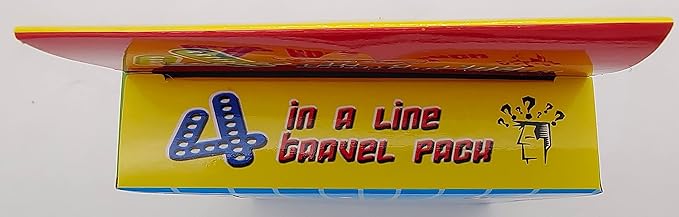 4 in a line
travel pack
? ? ? ? ? ?